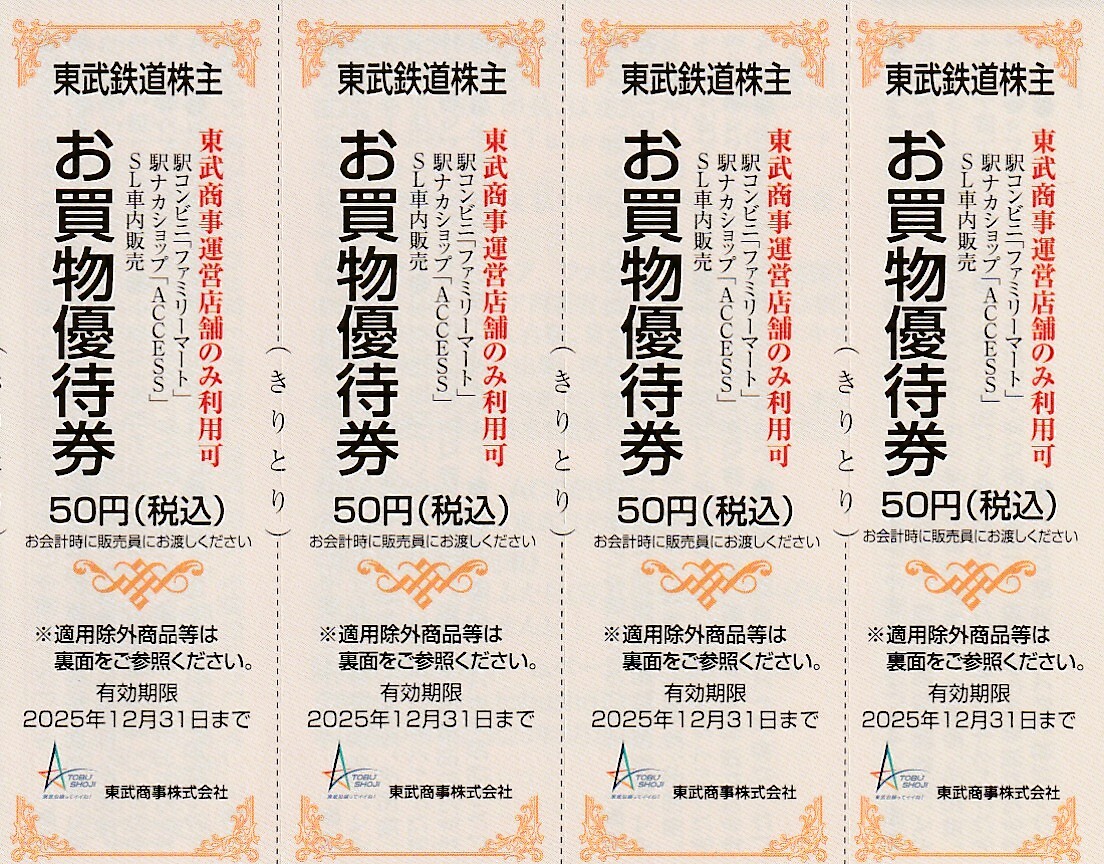 東武鉄道株主
東武商事運営店舗のみ利用可
駅コンビニ「ファミリーマート」
駅ナカショップ「ACCESS」
SL車内販売
お買物優待券
50円(税込)
お会計時に販売員にお渡しください
※適用除外商品等は
裏面をご参照ください。
有効期限
2025年12月31日まで
TOBU
SHOJI
東武商事株式会社
(きりとり)
東武鉄道株主
東武商事運営店舗のみ利用可
駅コンビニ「ファミリーマート」
駅ナカショップ「ACCESS」
SL車内販売
お買物優待券
50円(税込)
お会計時に販売員にお渡しください
※適用除外商品等は
裏面をご参照ください。
有効期限
2025年12月31日まで
TOBU
SHOJI
東武商事株式会社
(きりとり)
東武鉄道株主
東武商事運営店舗のみ利用可
駅コンビニ「ファミリーマート」
駅ナカショップ「ACCESS」
SL車内販売
お買物優待券
50円(税込)
お会計時に販売員にお渡しください
※適用除外商品等は
裏面をご参照ください。
有効期限
2025年12月31日まで
TOBU
SHOJI
東武商事株式会社
(きりとり)
東武鉄道株主
東武商事運営店舗のみ利用可
駅コンビニ「ファミリーマート」
駅ナカショップ「ACCESS」
SL車内販売
お買物優待券
50円(税込)
お会計時に販売員にお渡しください
※適用除外商品等は
裏面をご参照ください。
有効期限
2025年12月31日まで
TOBU
SHOJI
東武商事株式会社